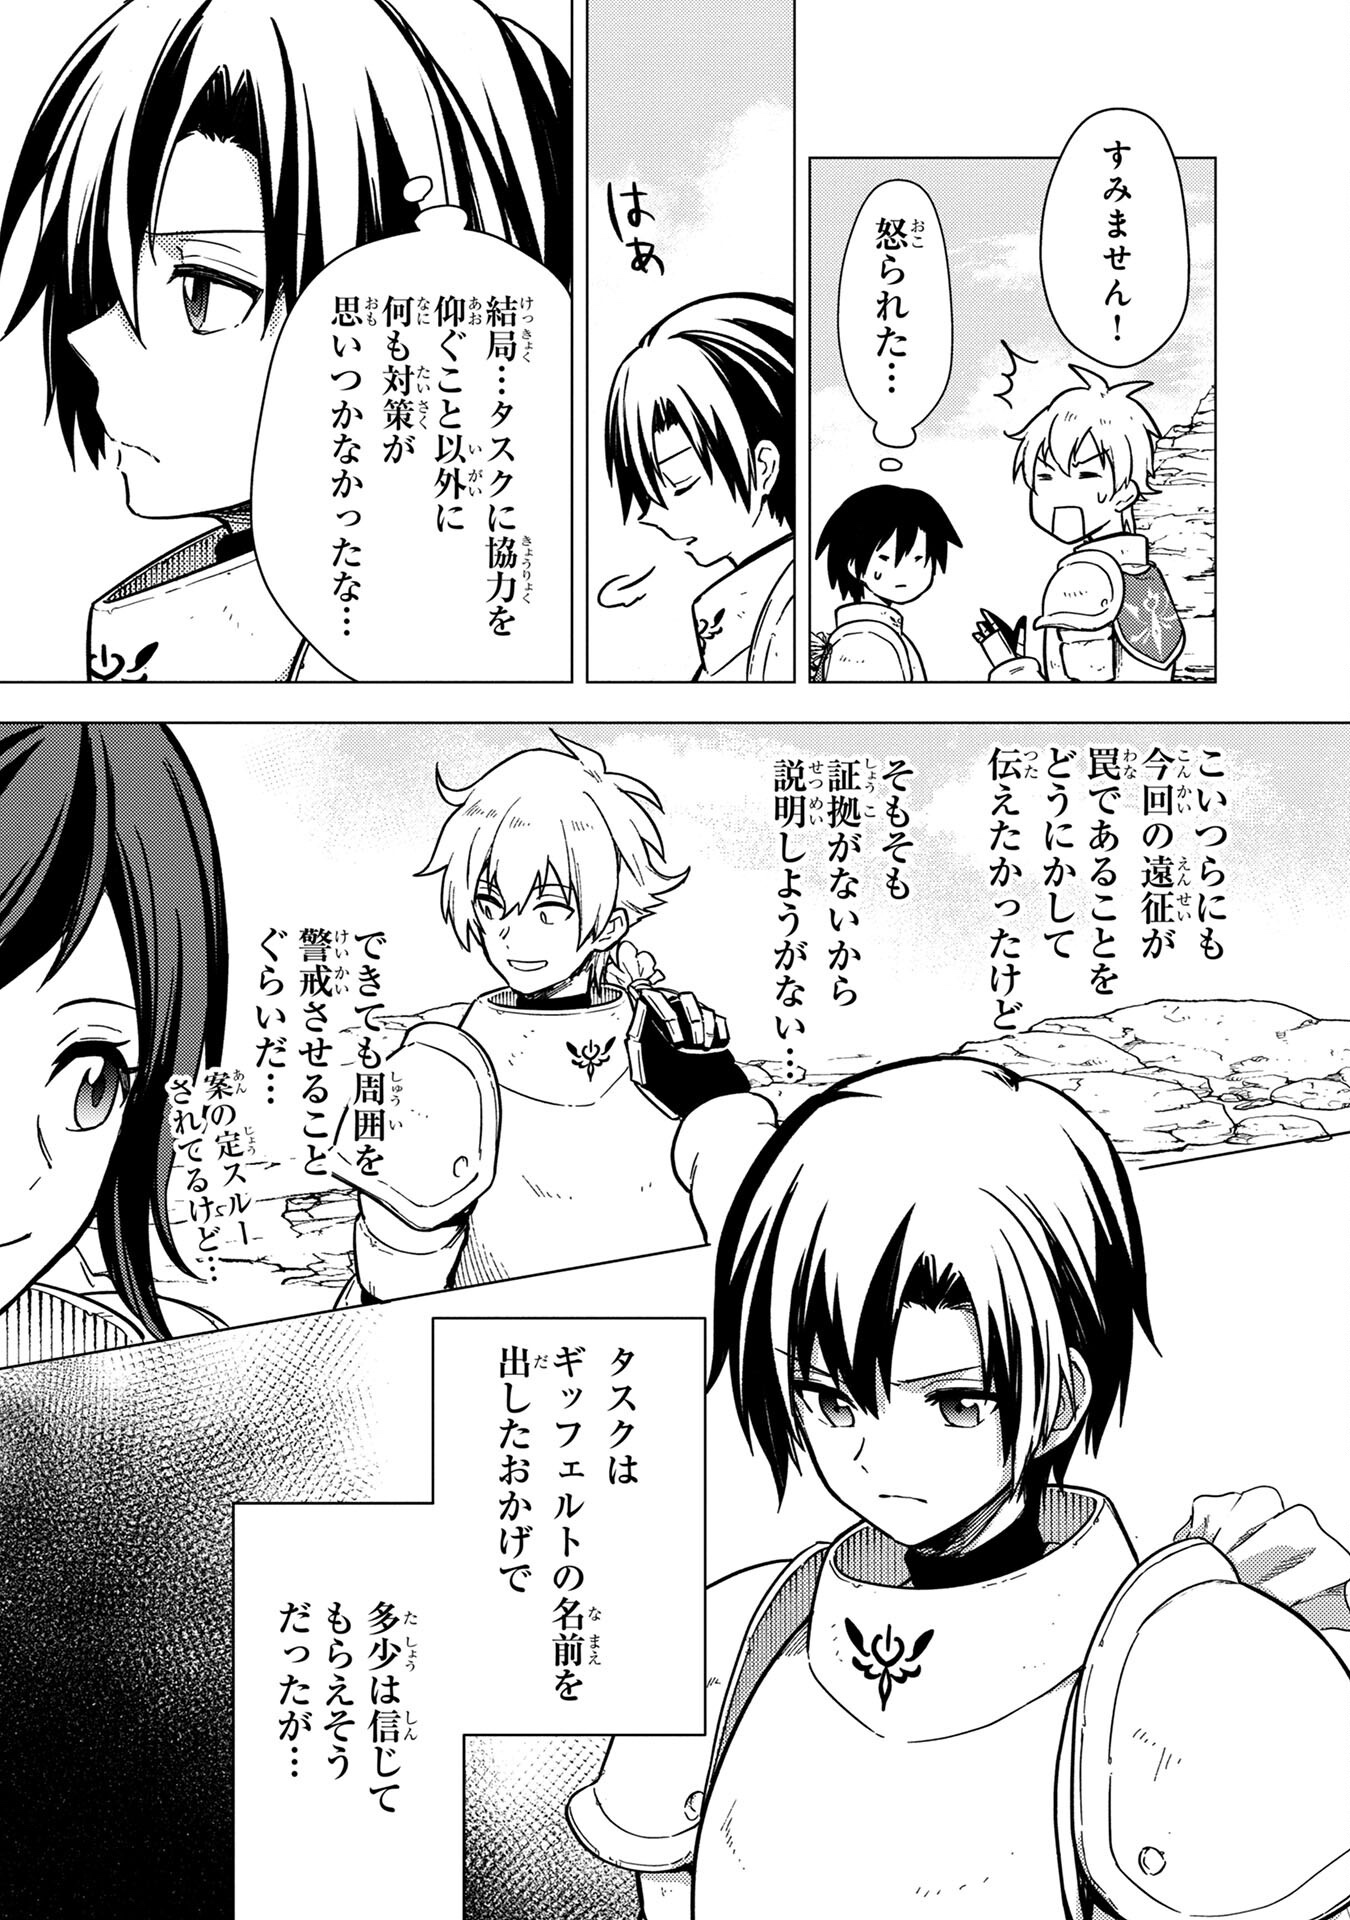 すみません！
怒られた…
はぁ
結局…タスクに協力を
仰ぐこと以外に
何も対策が
思いつかなかったな…
こいつらにも
今回の遠征が
罠であることを
どうにかして
伝えたかったけど
そもそも
証拠がないから
説明しようがない…
できても周囲を
警戒させること
ぐらいだ…
案の定スルー
されてるけど…
タスクは
ギッフェルトの名前を
出したおかげで
多少は信じて
もらえそう
だったが…